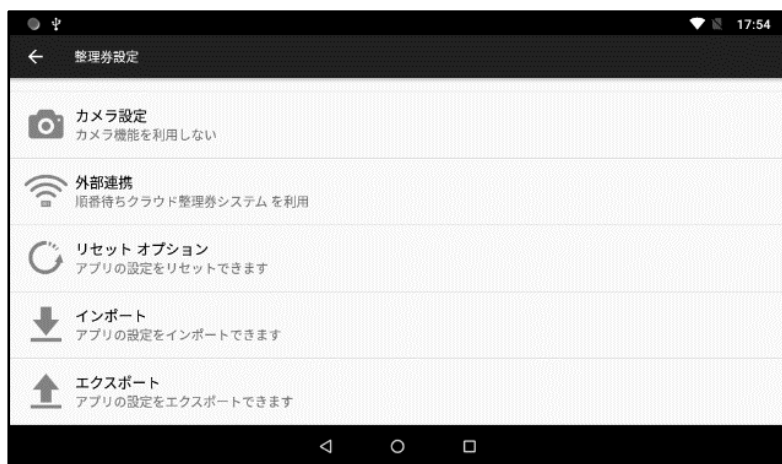 17:54
整理券設定
カメラ設定
カメラ機能を利用しない
外部連携
順番待ちクラウド整理券システム を利用
リセット オプション
アプリの設定をリセットできます
インポート
アプリの設定をインポートできます
エクスポート
アプリの設定をエクスポートできます